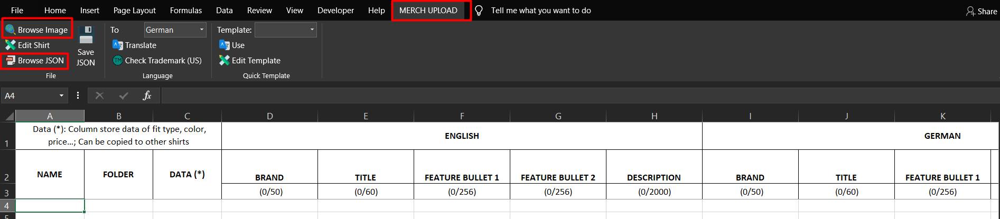 File Home Insert Page Layout Formulas Data Review View Developer Help MERCH UPLOAD Tell me what you want to do Share
Browse Image
Edit Shirt
Browse JSON
Save
JSON
File
To German
Translate
Check Trademark (US)
Language
Template:
Use
Edit Template
Quick Template
A4 fx
A B C D E F G H I J K
1 Data (*): Column store data of fit type, color,
price...; Can be copied to other shirts
ENGLISH GERMAN
2 NAME FOLDER DATA (*) BRAND TITLE FEATURE BULLET 1 FEATURE BULLET 2 DESCRIPTION BRAND TITLE FEATURE BULLET 1
3 (0/50) (0/60) (0/256) (0/256) (0/2000) (0/50) (0/60) (0/256)
4
5